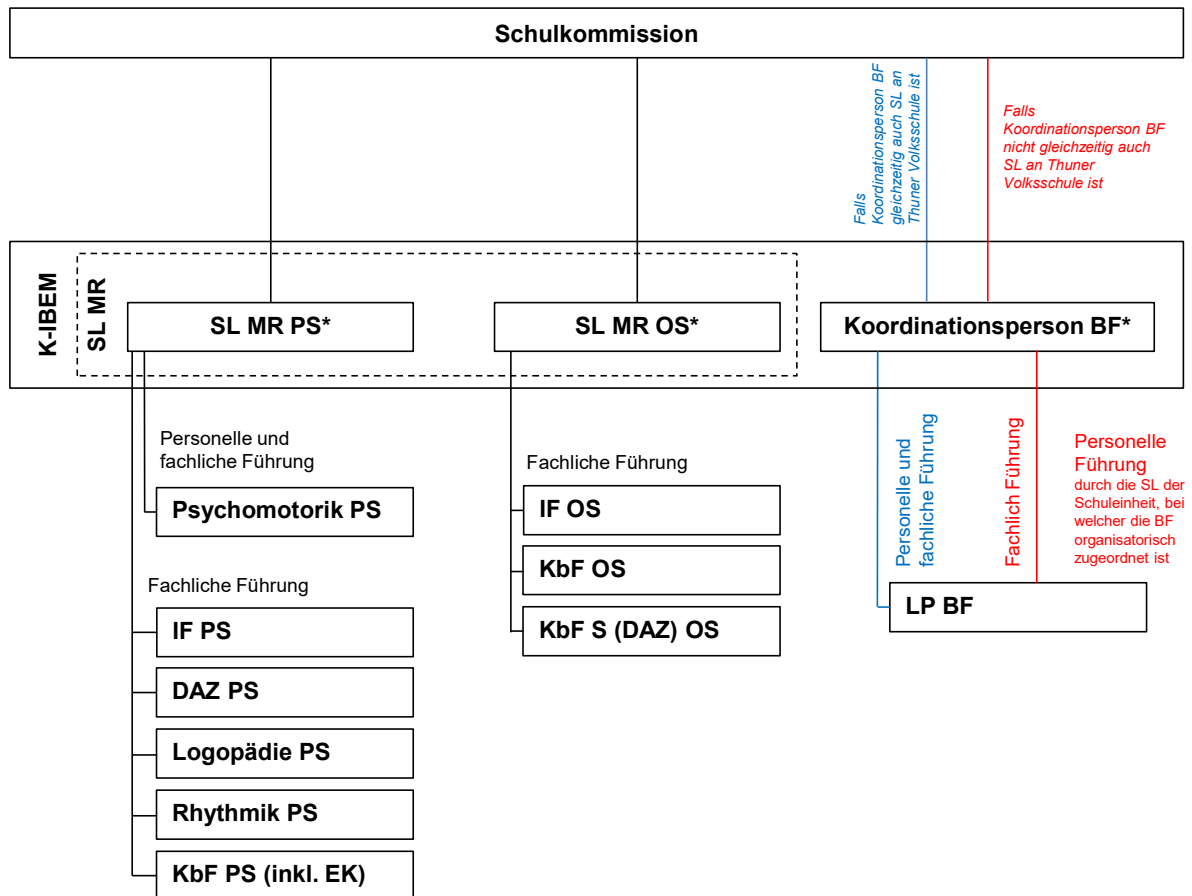 Schulkommission
Falls
Koordinationsperson BF
gleichzeitig auch SL an
Thuner Volksschule ist
Falls
Koordinationsperson BF
nicht gleichzeitig auch
SL an Thuner
Volksschule ist
K-IBEM
SL MR
SL MR PS*
SL MR OS*
Koordinationsperson BF*
Personelle und
fachliche Führung
Psychomotorik PS
Fachliche Führung
IF PS
DAZ PS
Logopädie PS
Rhythmik PS
KbF PS (inkl. EK)
Fachliche Führung
IF OS
KbF OS
KbF S (DAZ) OS
Personelle und
fachliche Führung
Fachlich Führung
Personelle
Führung
durch die SL der
Schuleinheit, bei
welcher die BF
organisatorisch
zugeordnet ist
LP BF